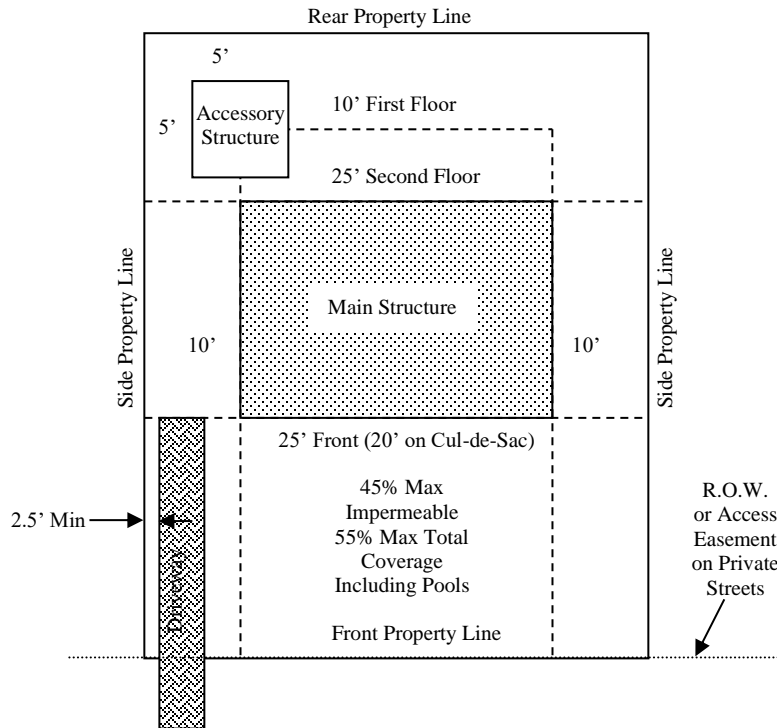 Rear Property Line
5’
Accessory
Structure
5’
10’ First Floor
25’ Second Floor
Side Property Line
Main Structure
10’
10’
Side Property Line
25’ Front (20’ on Cul-de-Sac)
45% Max
Impermeable
55% Max Total
Coverage
Including Pools
2.5’ Min
Driveway
R.O.W.
or Access
Easement
on Private
Streets
Front Property Line